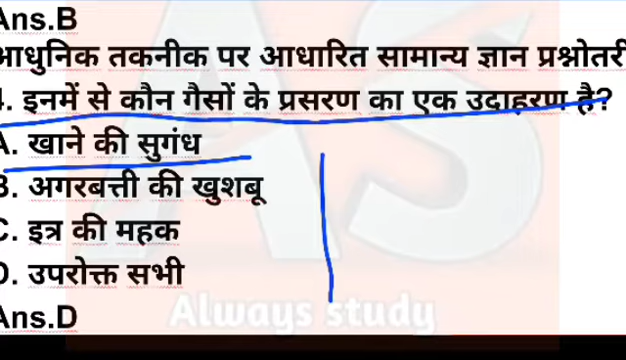 Ans.B
आधुनिक तकनीक पर आधारित सामान्य ज्ञान प्रश्नोतरी
. इनमें से कौन गैसों के प्रसरण का एक उदाहरण है?
A. खाने की सुगंध
B. अगरबत्ती की खुशबू
C. इत्र की महक
D. उपरोक्त सभी
Always study
Ans.D